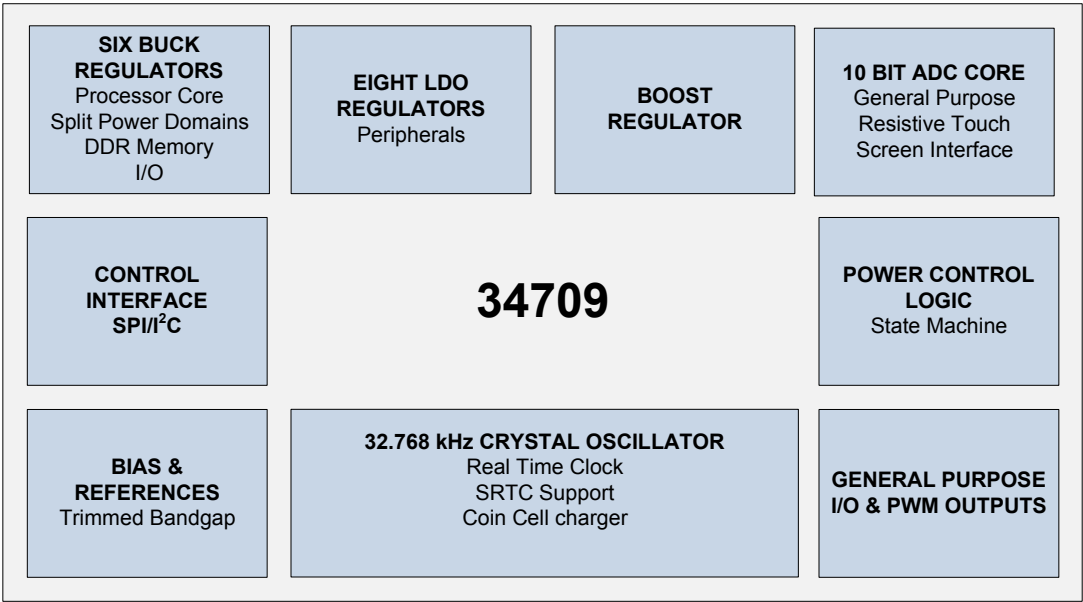 SIX BUCK
REGULATORS
Processor Core
Split Power Domains
DDR Memory
I/O
EIGHT LDO
REGULATORS
Peripherals
BOOST
REGULATOR
10 BIT ADC CORE
General Purpose
Resistive Touch
Screen Interface
CONTROL
INTERFACE
SPI/I²C
34709
POWER CONTROL
LOGIC
State Machine
BIAS &
REFERENCES
Trimmed Bandgap
32.768 kHz CRYSTAL OSCILLATOR
Real Time Clock
SRTC Support
Coin Cell charger
GENERAL PURPOSE
I/O & PWM OUTPUTS